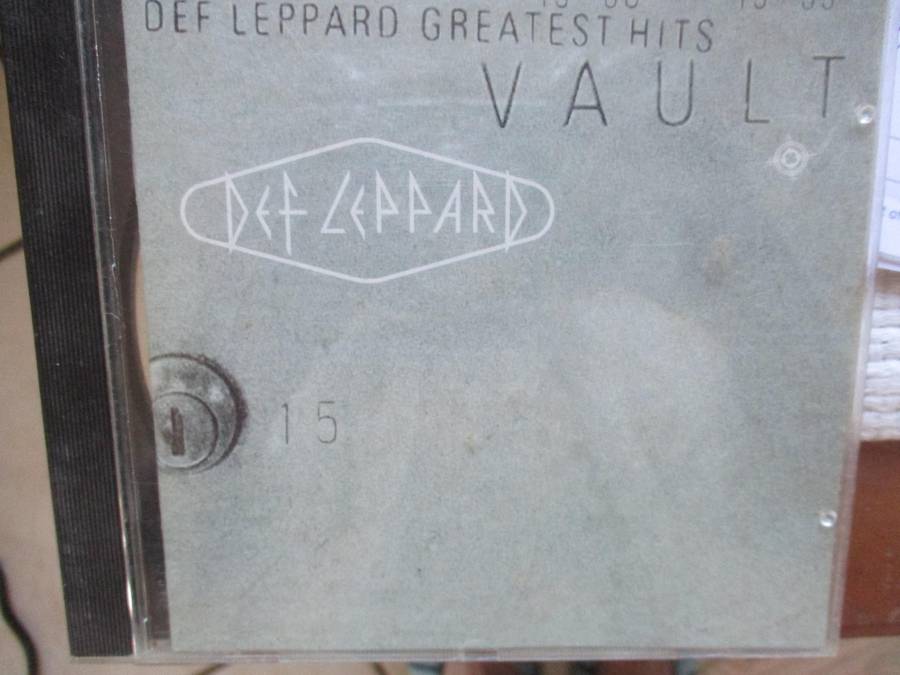 DEF LEPPARD GREATEST HITS
VAULT
DEF LEPPARD
15